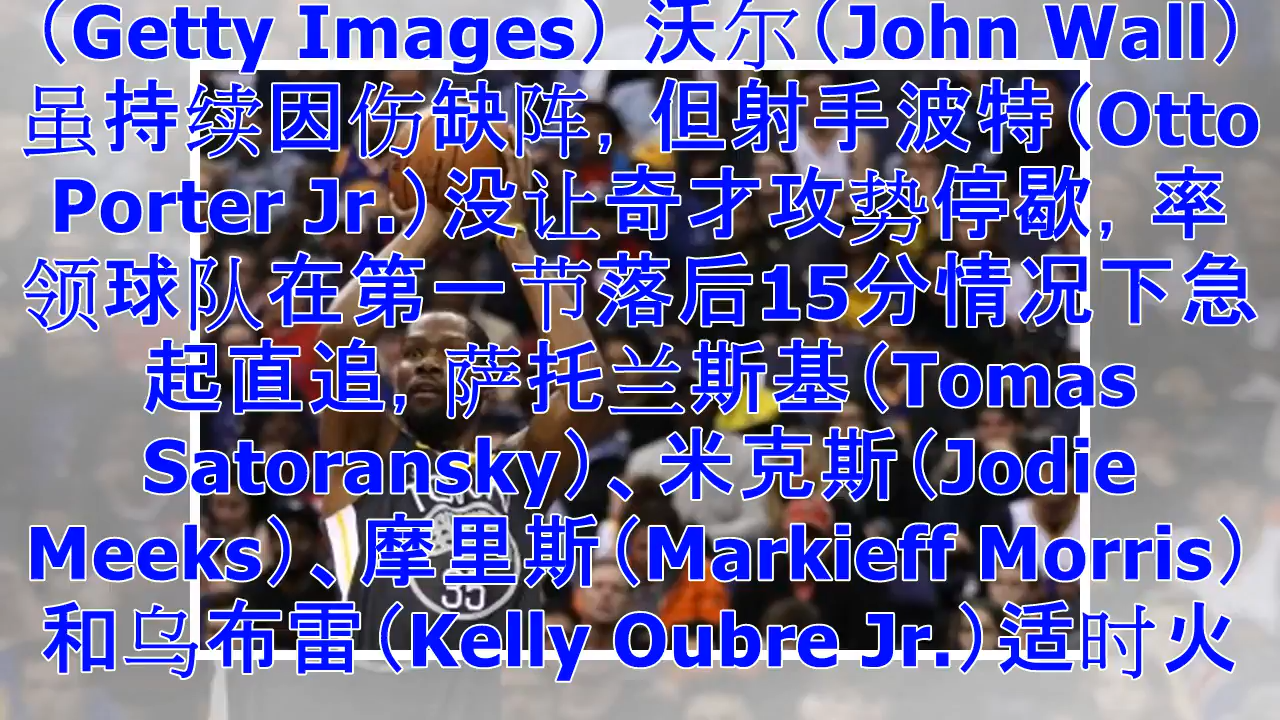 （Getty Images）沃尔（John Wall）
虽持续因伤缺阵，但射手波特（Otto
Porter Jr.）没让奇才攻势停歇，率
领球队在第一节落后15分情况下急
起直追，萨托兰斯基（Tomas
Satoransky）、米克斯（Jodie
Meeks）、摩里斯（Markieff Morris）
和乌布雷（Kelly Oubre Jr.）适时火
35